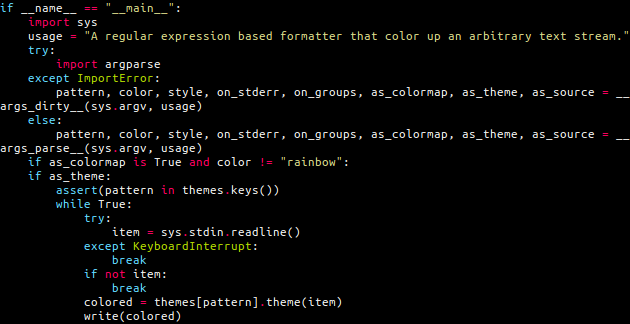 if __name__ == "__main__":
    import sys
    usage = "A regular expression based formatter that color up an arbitrary text stream."
    try:
        import argparse
    except ImportError:
        pattern, color, style, on_stderr, on_groups, as_colormap, as_theme, as_source = __
args_dirty__(sys.argv, usage)
    else:
        pattern, color, style, on_stderr, on_groups, as_colormap, as_theme, as_source = __
args_parse__(sys.argv, usage)
    if as_colormap is True and color != "rainbow":
    if as_theme:
        assert(pattern in themes.keys())
        while True:
            try:
                item = sys.stdin.readline()
            except KeyboardInterrupt:
                break
            if not item:
                break
            colored = themes[pattern].theme(item)
            write(colored)